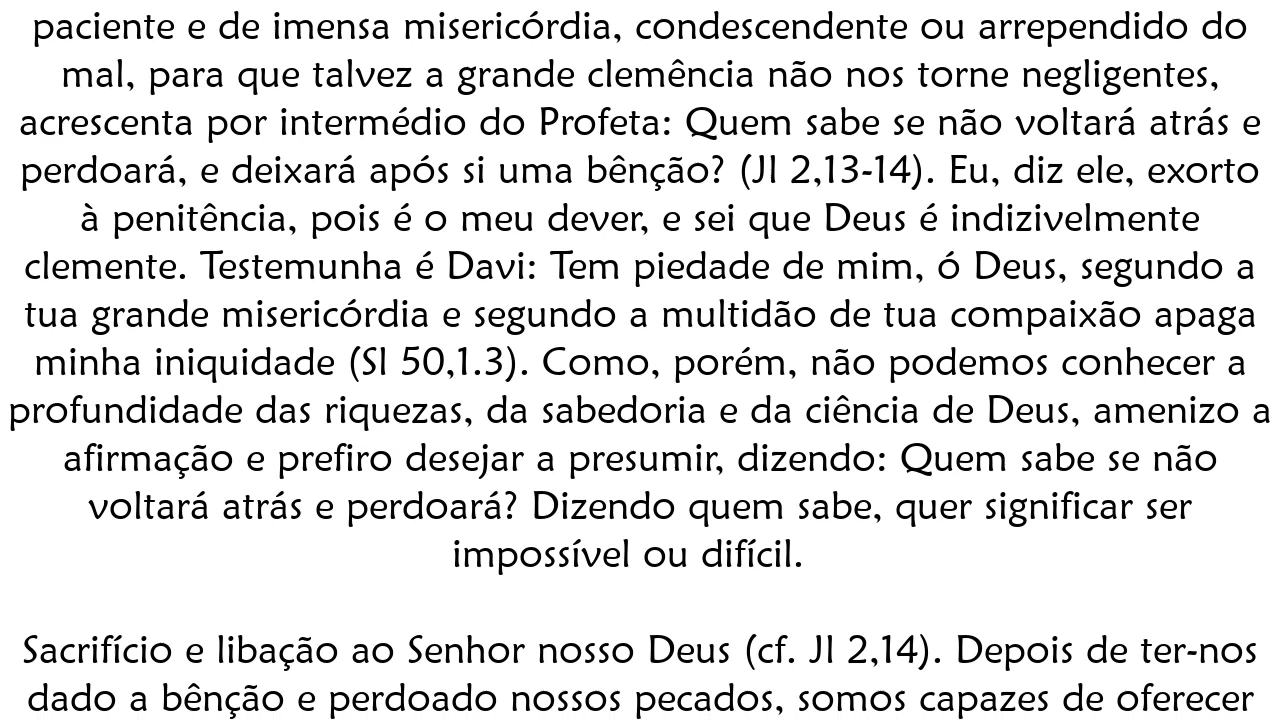 paciente e de imensa misericórdia, condescendente ou arrependido do
mal, para que talvez a grande clemência não nos torne negligentes,
acrescenta por intermédio do Profeta: Quem sabe se não voltará atrás e
perdoará, e deixará após si uma bênção? (Jl 2,13-14). Eu, diz ele, exorto
à penitência, pois é o meu dever, e sei que Deus é indizivelmente
clemente. Testemunha é Davi: Tem piedade de mim, ó Deus, segundo a
tua grande misericórdia e segundo a multidão de tua compaixão apaga
minha iniquidade (Sl 50,1.3). Como, porém, não podemos conhecer a
profundidade das riquezas, da sabedoria e da ciência de Deus, amenizo a
afirmação e prefiro desejar a presumir, dizendo: Quem sabe se não
voltará atrás e perdoará? Dizendo quem sabe, quer significar ser
impossível ou difícil.
Sacrifício e libação ao Senhor nosso Deus (cf. Jl 2,14). Depois de ter-nos
dado a bênção e perdoado nossos pecados, somos capazes de oferecer